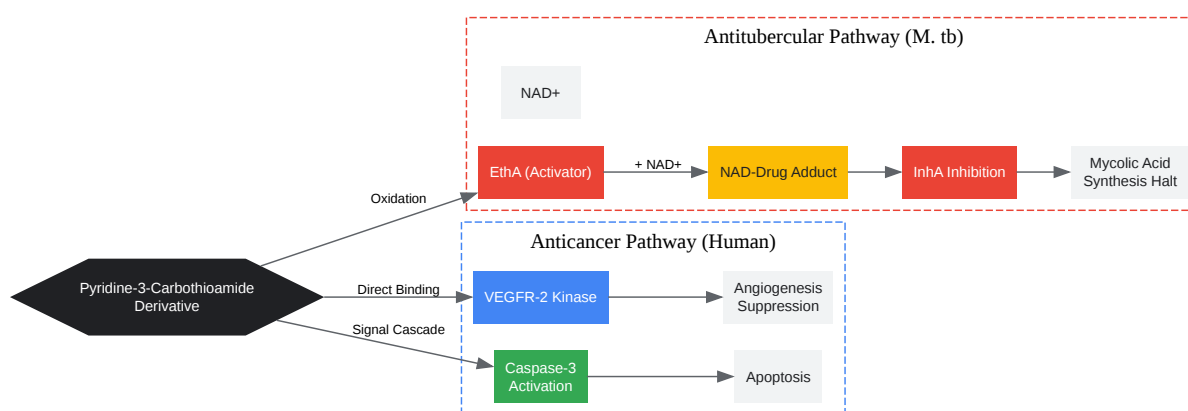 Antitubercular Pathway (M. tb)
NAD+
EthA (Activator)
+ NAD+
NAD-Drug Adduct
InhA Inhibition
Mycolic Acid
Synthesis Halt
Oxidation
Anticancer Pathway (Human)
Pyridine-3-Carbothioamide
Derivative
Direct Binding
VEGFR-2 Kinase
Angiogenesis
Suppression
Signal Cascade
Caspase-3
Activation
Apoptosis